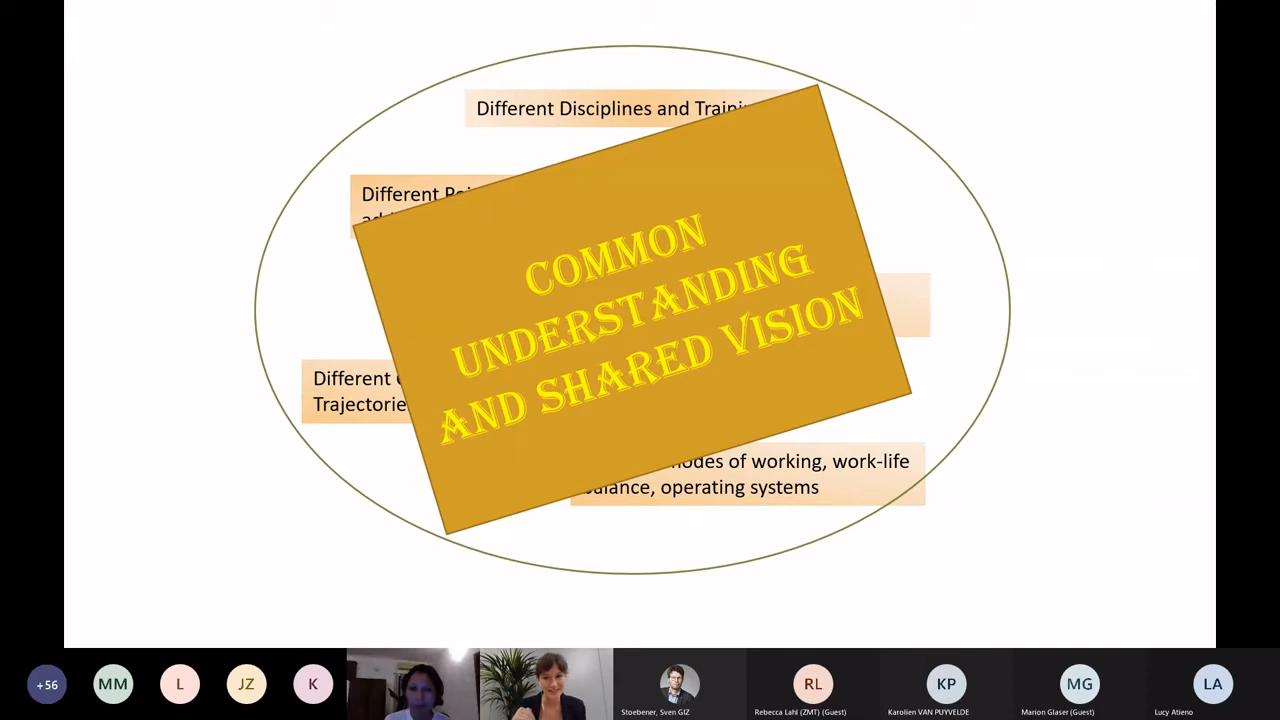 Different Disciplines and
Different
COMMON
UNDERSTANDING
AND SHARED VISION
Different
Trajectorie
modes of working, work-life
balance, operating systems
+56
MM
L
JZ
K
RL
KP
MG
LA
Stoebener, Sven GIZ
Rebecca Lahl (ZMT) (Guest)
Karolien VAN PUYVELDE
Marion Glaser (Guest)
Lucy Atieno